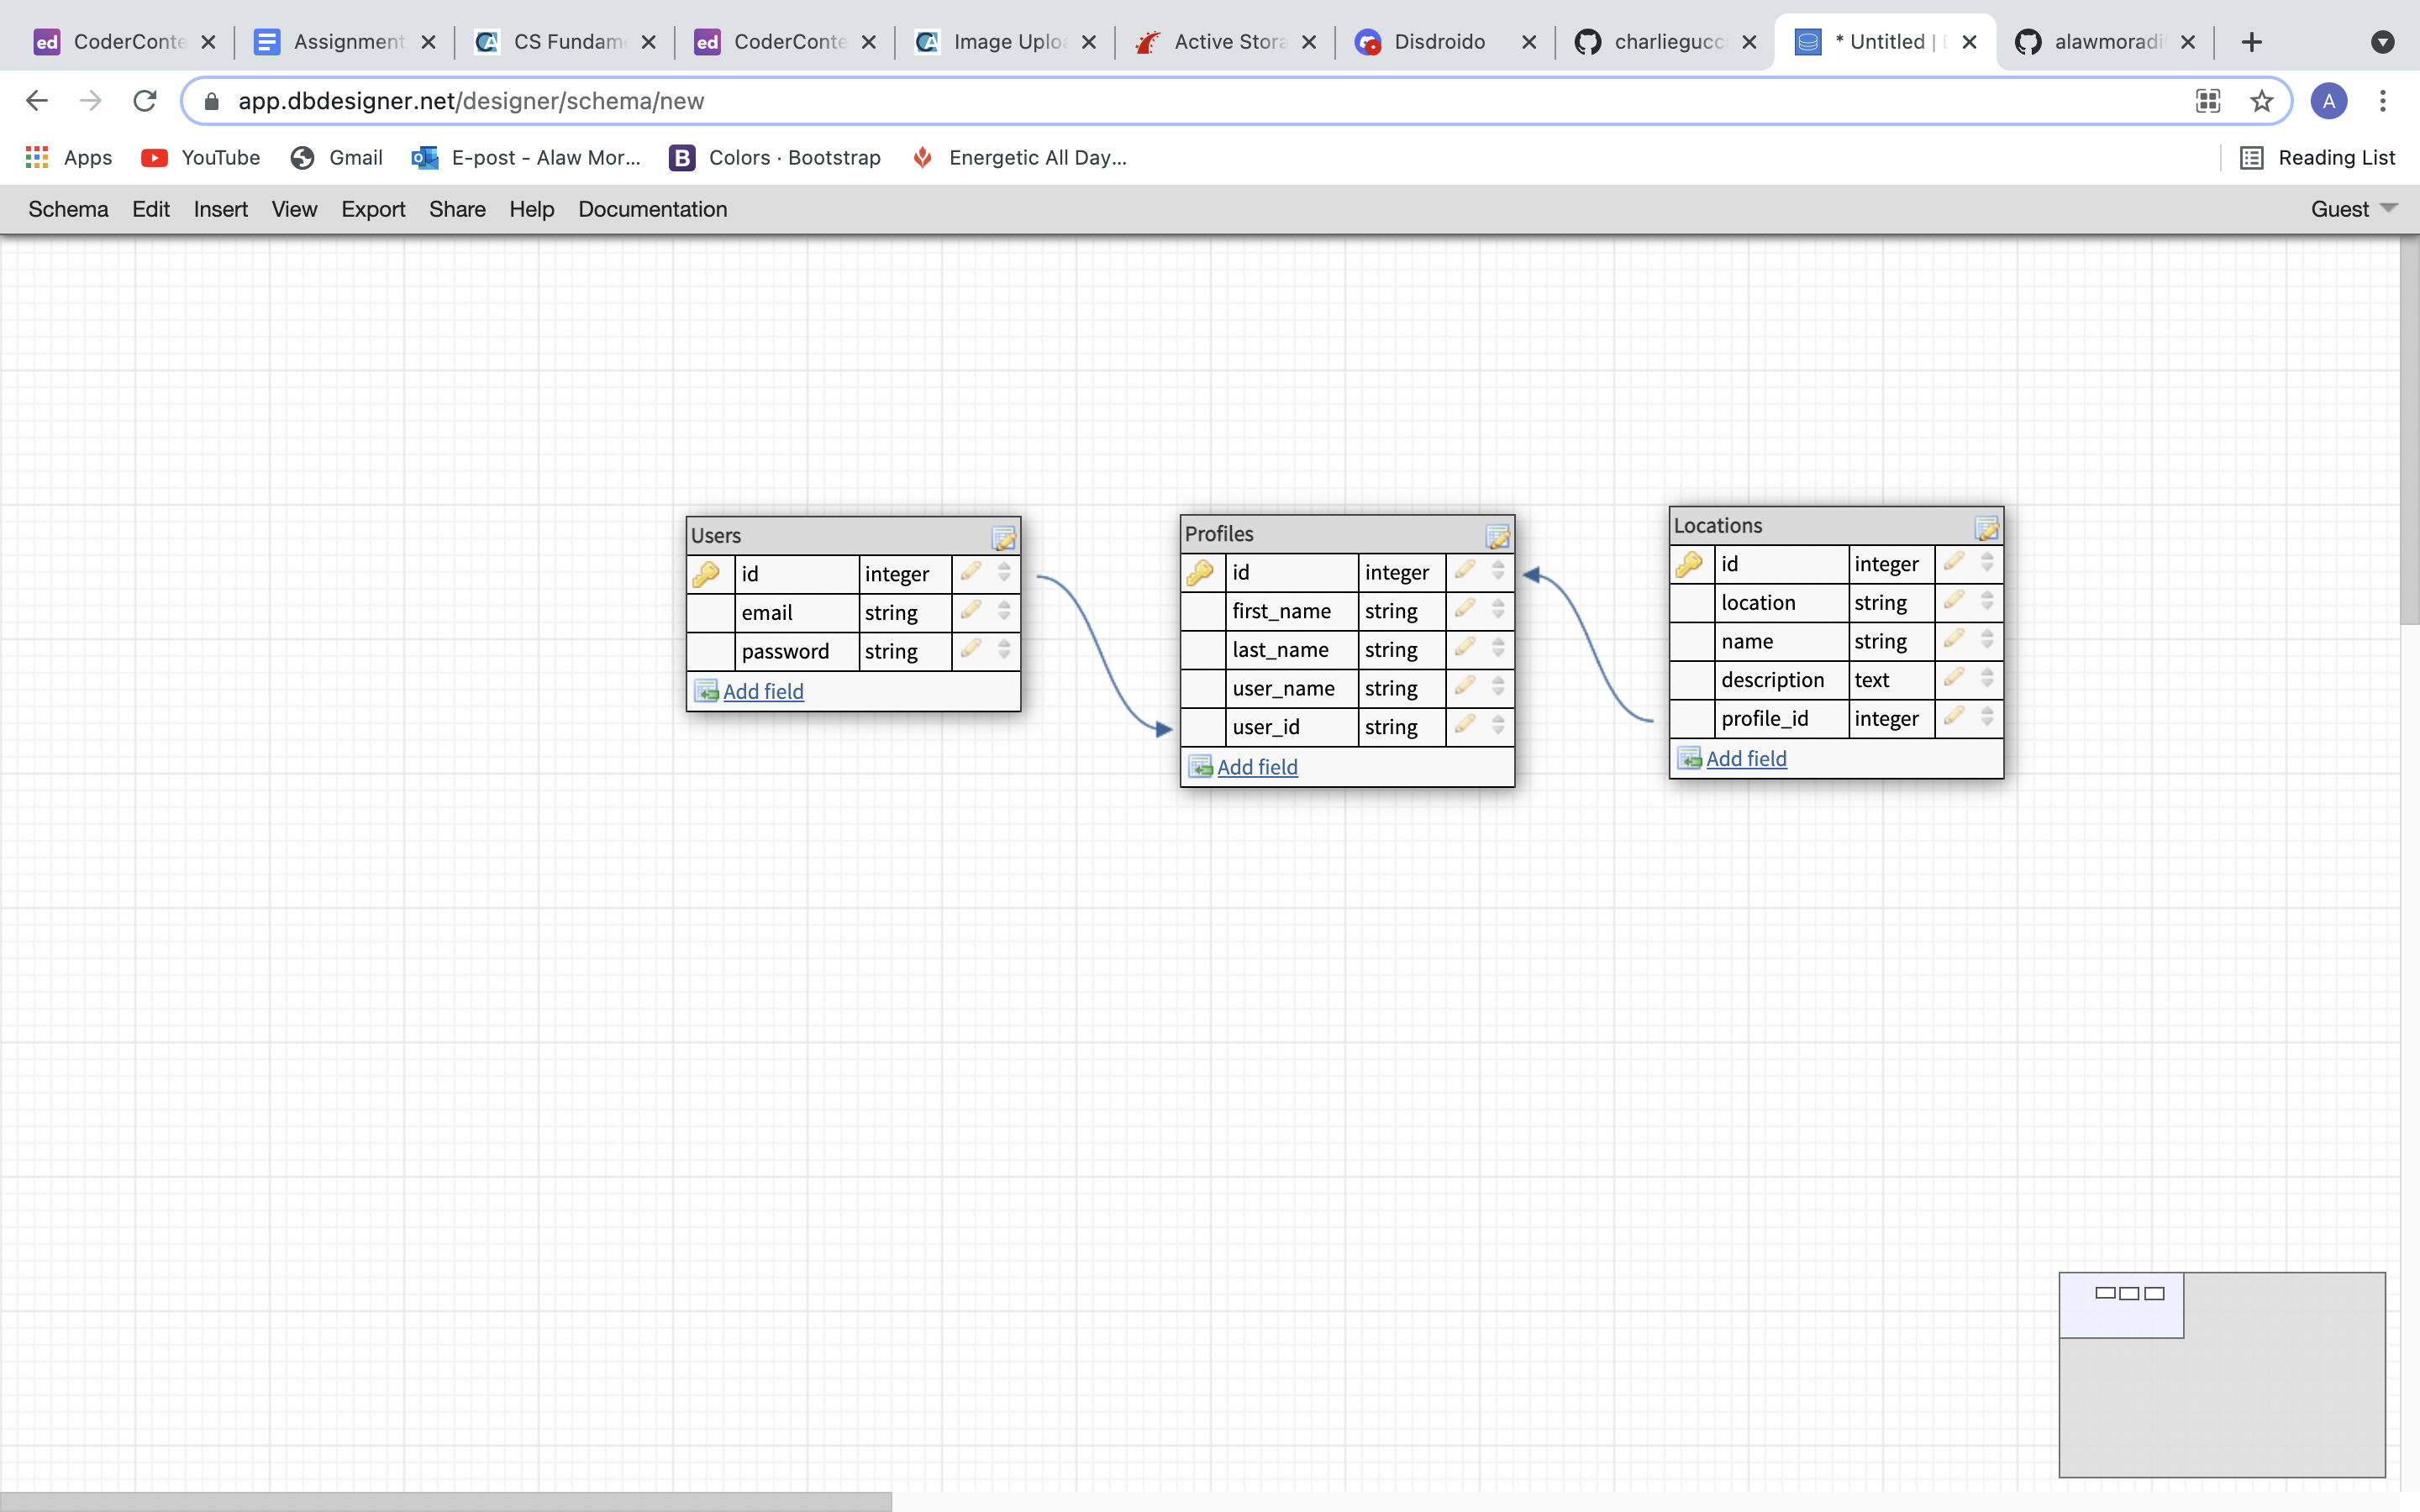 CoderConte
Assignment
CS Fundam
CoderConte
Image Uplo
Active Stora
Disdroido
charliegucc
* Untitled |
alawmoradi
app.dbdesigner.net/designer/schema/new
A
Apps
YouTube
Gmail
E-post - Alaw Mor...
Colors · Bootstrap
Energetic All Day...
Reading List
Schema Edit Insert View Export Share Help Documentation
Guest
Users
id integer
email string
password string
Add field
Profiles
id integer
first_name string
last_name string
user_name string
user_id string
Add field
Locations
id integer
location string
name string
description text
profile_id integer
Add field